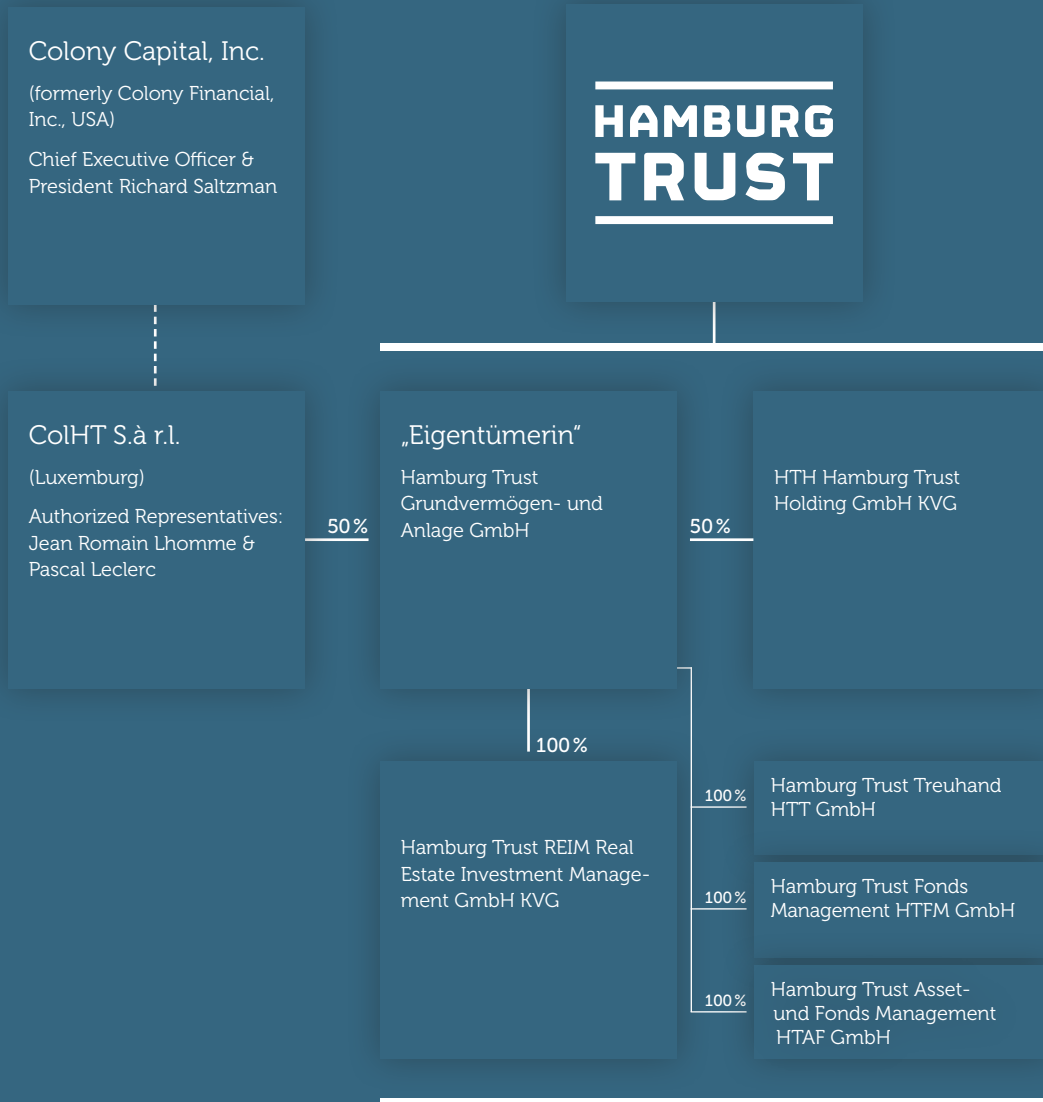 Colony Capital, Inc.
(formerly Colony Financial,
Inc., USA)
Chief Executive Officer &
President Richard Saltzman
HAMBURG
TRUST
ColHT S.à r.l.
(Luxemburg)
Authorized Representatives:
Jean Romain Lhomme &
Pascal Leclerc
50 %
„Eigentümerin“
Hamburg Trust
Grundvermögen- und
Anlage GmbH
50 %
HTH Hamburg Trust
Holding GmbH KVG
100 %
Hamburg Trust REIM Real
Estate Investment Manage-
ment GmbH KVG
100 %
Hamburg Trust Treuhand
HTT GmbH
100 %
Hamburg Trust Fonds
Management HTFM GmbH
100 %
Hamburg Trust Asset-
und Fonds Management
HTAF GmbH